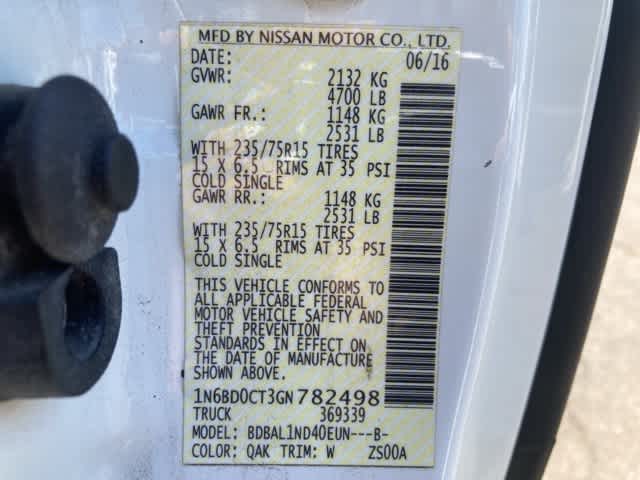 MFD BY NISSAN MOTOR CO., LTD.
DATE: 06/16
GVWR: 2132 KG
4700 LB
GAWR FR.: 1148 KG
2531 LB
WITH 235/75R15 TIRES
15 X 6.5 RIMS AT 35 PSI
COLD SINGLE
GAWR RR.: 1148 KG
2531 LB
WITH 235/75R15 TIRES
15 X 6.5 RIMS AT 35 PSI
COLD SINGLE
THIS VEHICLE CONFORMS TO
ALL APPLICABLE FEDERAL
MOTOR VEHICLE SAFETY AND
THEFT PREVENTION
STANDARDS IN EFFECT ON
THE DATE OF MANUFACTURE
SHOWN ABOVE.
1N6BD0CT3GN782498
TRUCK 369339
MODEL: BDBAL1ND40EUN---B-
COLOR: QAK TRIM: W ZS00A